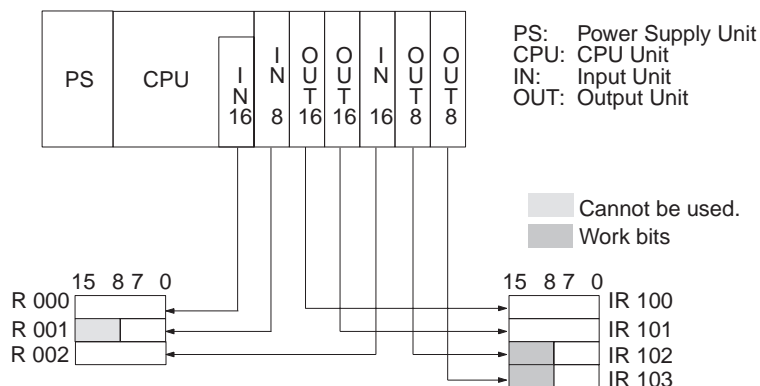 PS CPU IN 16 IN 8 OUT 16 OUT 16 IN 16 OUT 8 OUT 8
PS: Power Supply Unit
CPU: CPU Unit
IN: Input Unit
OUT: Output Unit
Cannot be used.
Work bits
15 8 7 0
R 000
R 001
R 002
15 8 7 0
IR 100
IR 101
IR 102
IR 103